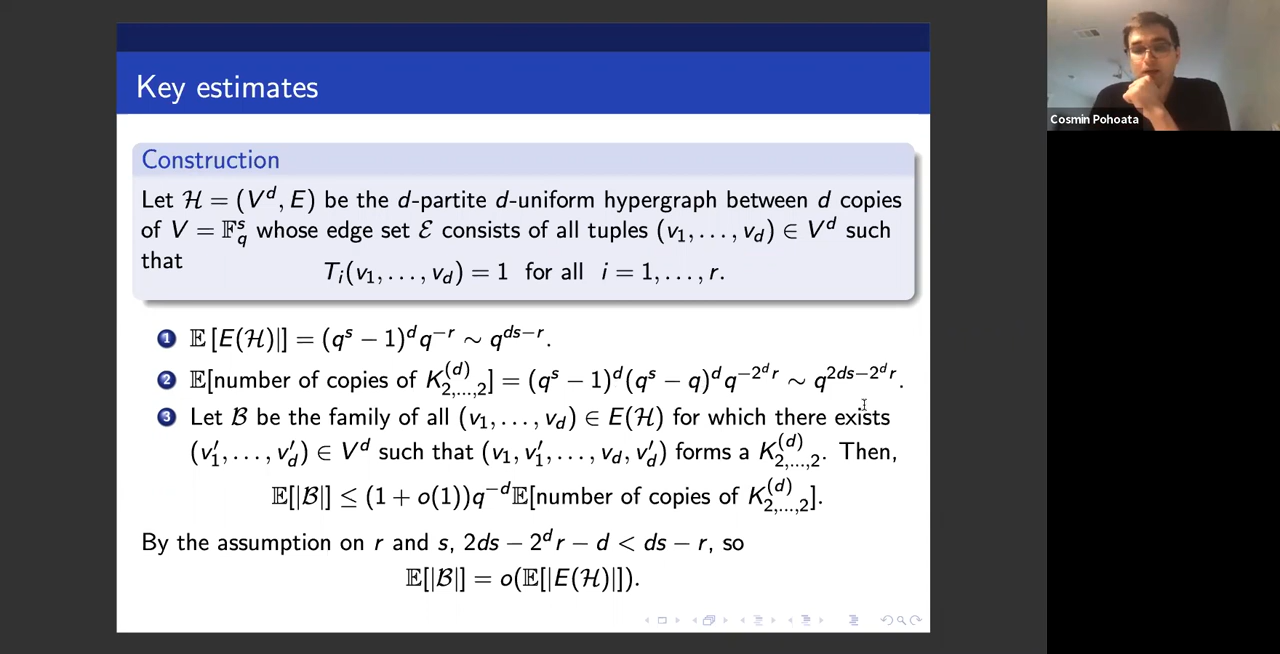 Key estimates
Construction
Let ℋ = (V^d, E) be the d-partite d-uniform hypergraph between d copies
of V = 𝔽_q^s whose edge set ℰ consists of all tuples (v_1, . . . , v_d) ∈ V^d such
that
T_i(v_1, . . . , v_d) = 1 for all i = 1, . . . , r.
1 𝔼 [E(ℋ)|] = (q^s − 1)^d q^{−r} ∼ q^{ds−r}.
2 𝔼[number of copies of K_{2,...,2}^{(d)}] = (q^s − 1)^d (q^s − q)^d q^{−2^d r} ∼ q^{2ds−2^d r}.
3 Let ℬ be the family of all (v_1, . . . , v_d) ∈ E(ℋ) for which there exists
(v′_1, . . . , v′_d) ∈ V^d such that (v_1, v′_1, . . . , v_d, v′_d) forms a K_{2,...,2}^{(d)}. Then,
𝔼[|ℬ|] ≤ (1 + o(1))q^{−d}𝔼[number of copies of K_{2,...,2}^{(d)}].
By the assumption on r and s, 2ds − 2^d r − d < ds − r, so
𝔼[|ℬ|] = o(𝔼[|E(ℋ)|]).
Cosmin Pohoata